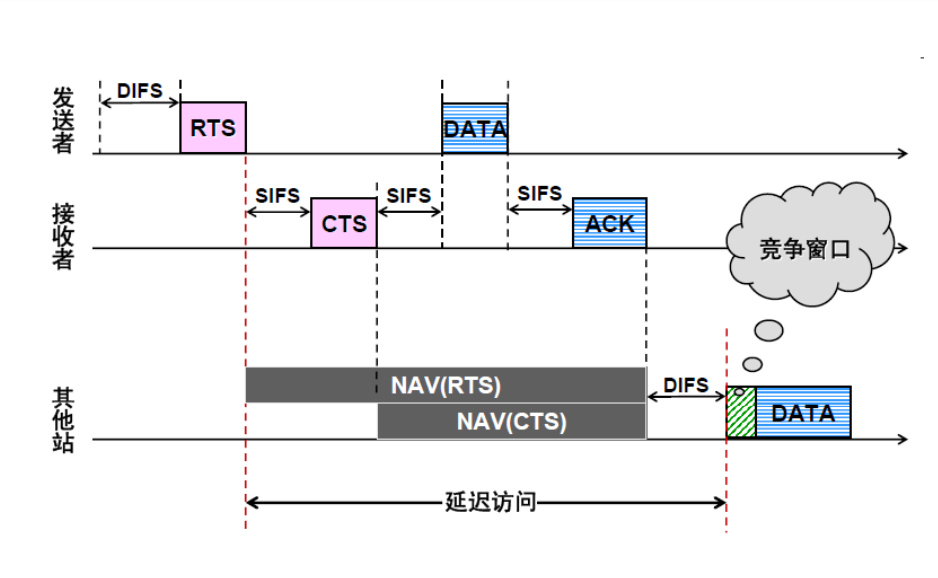 发送者
DIFS
RTS
DATA
接收者
SIFS
CTS
SIFS
SIFS
ACK
竞争窗口
其他站
NAV(RTS)
NAV(CTS)
DIFS
DATA
延迟访问